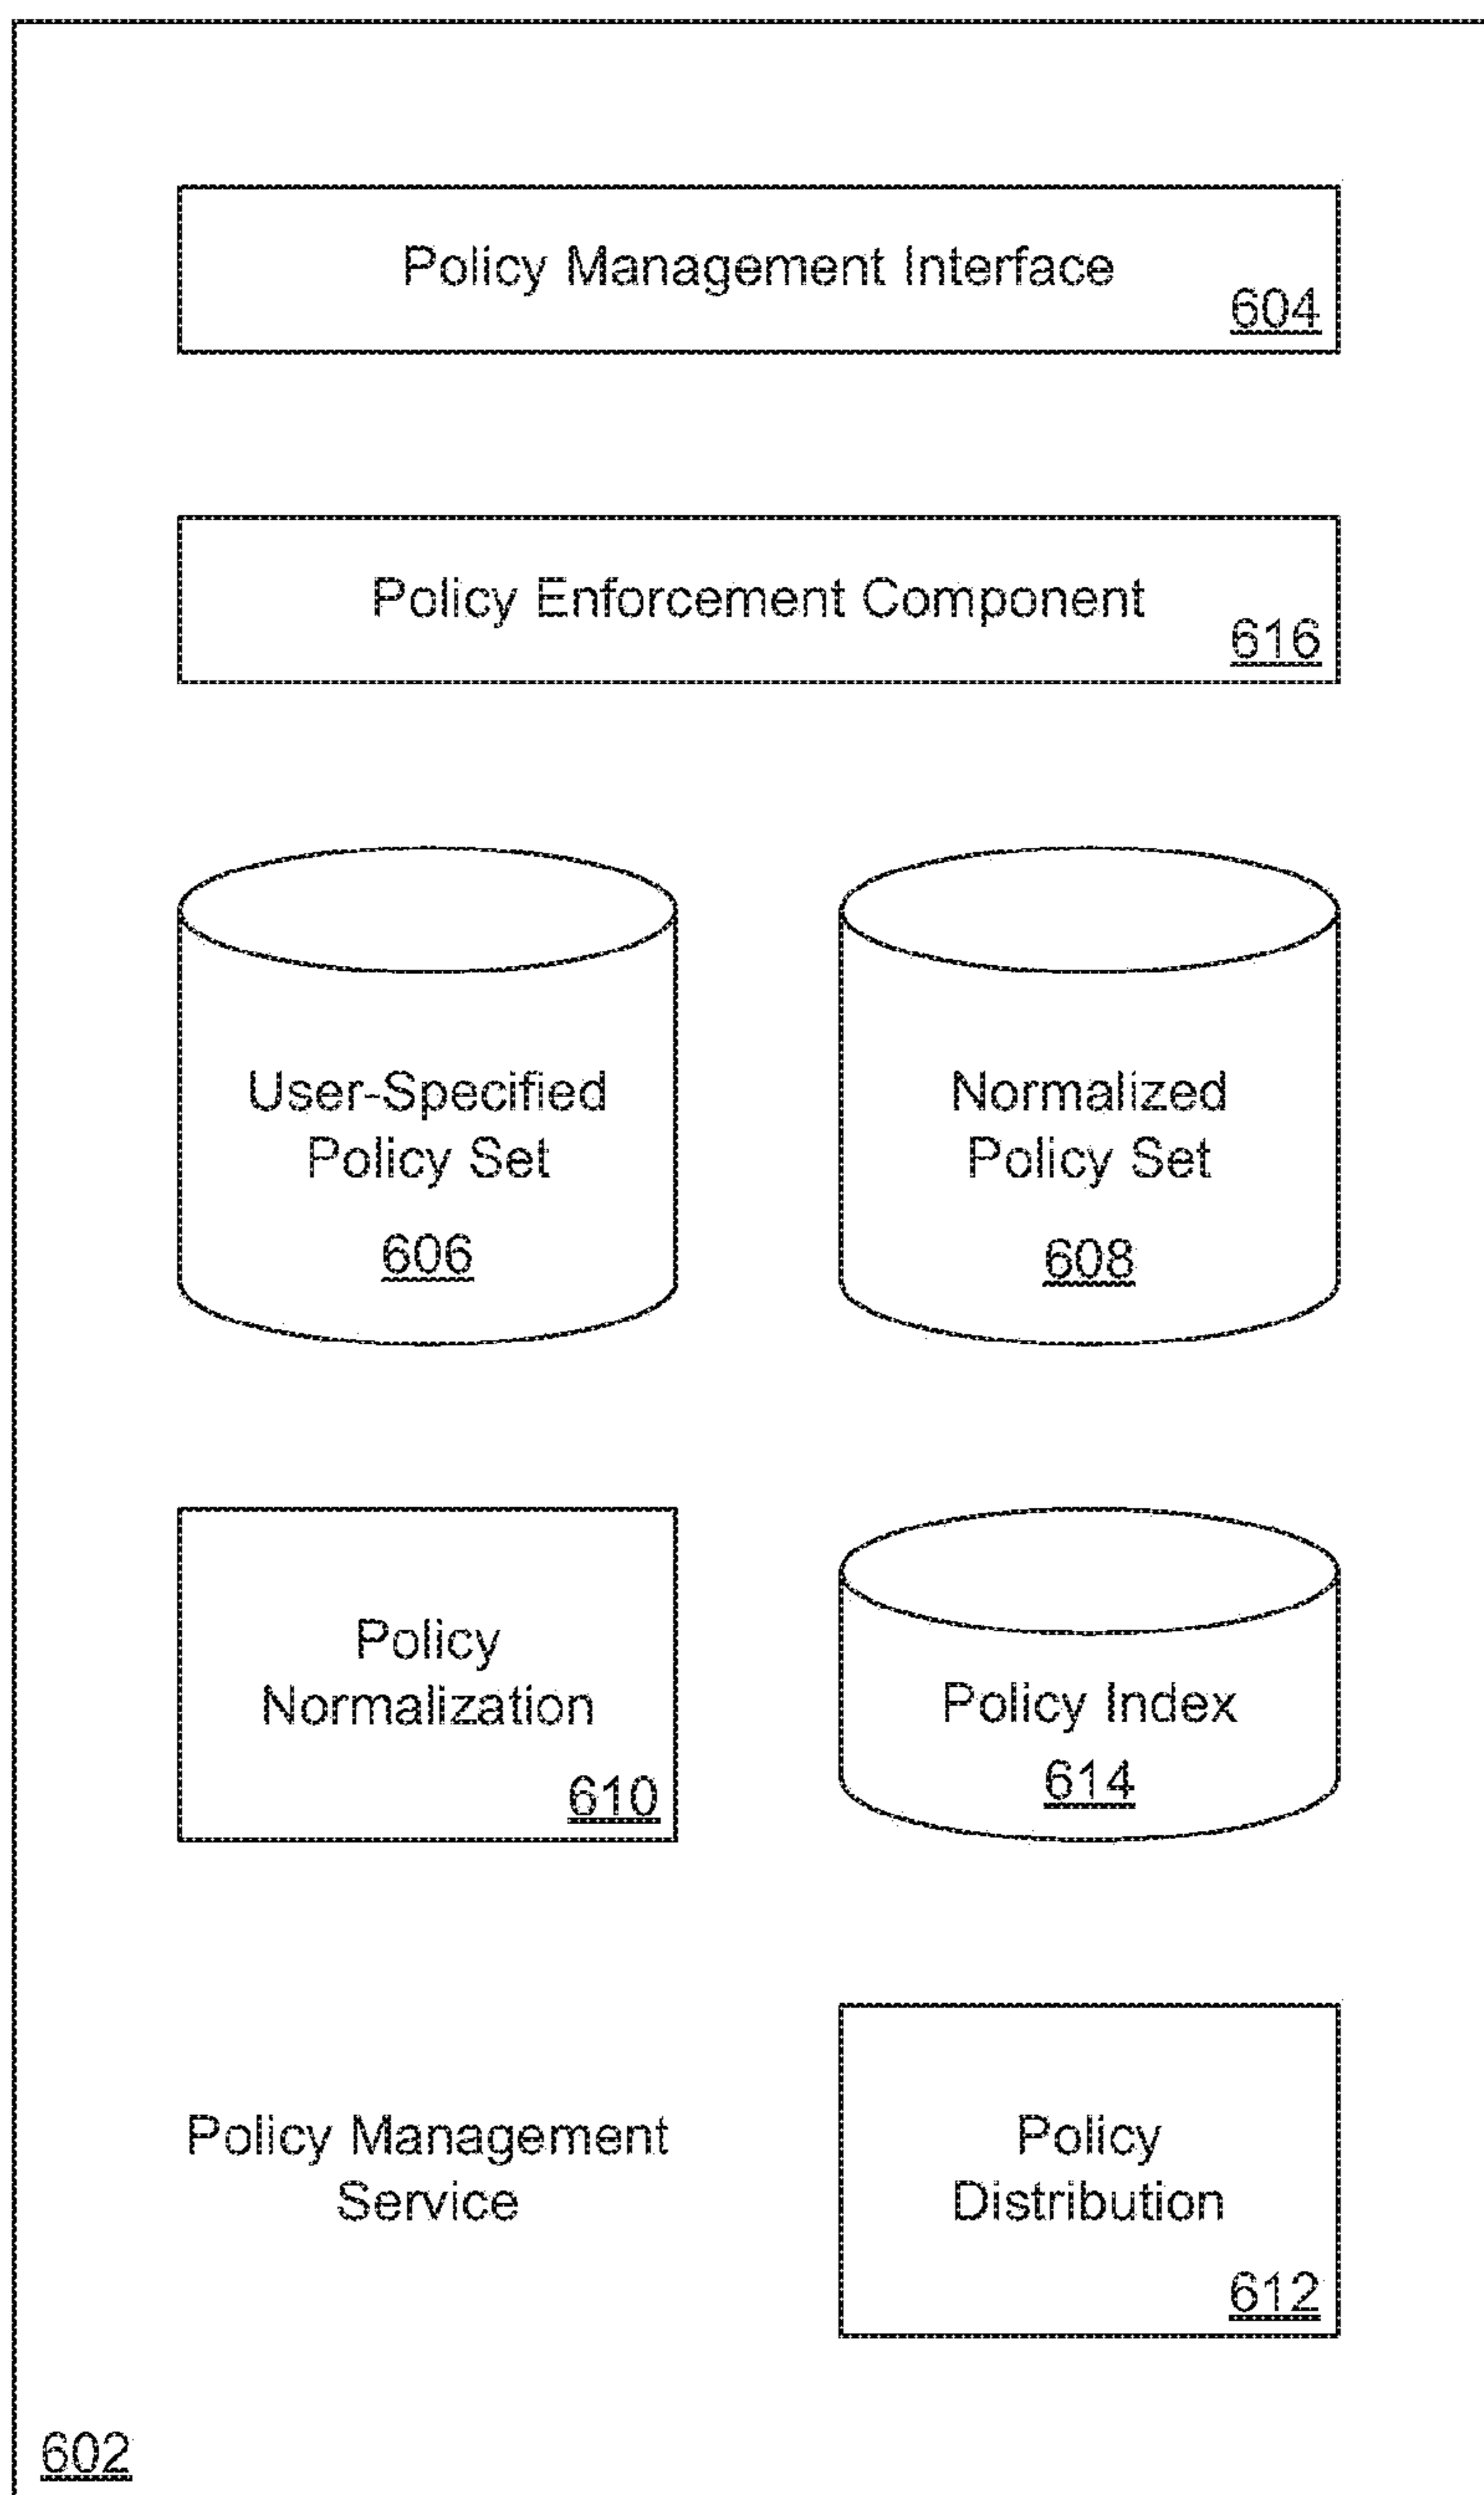 Policy Management Interface
604
Policy Enforcement Component
616
User-Specified
Policy Set
606
Normalized
Policy Set
608
Policy
Normalization
610
Policy Index
614
Policy Management
Service
Policy
Distribution
612
602